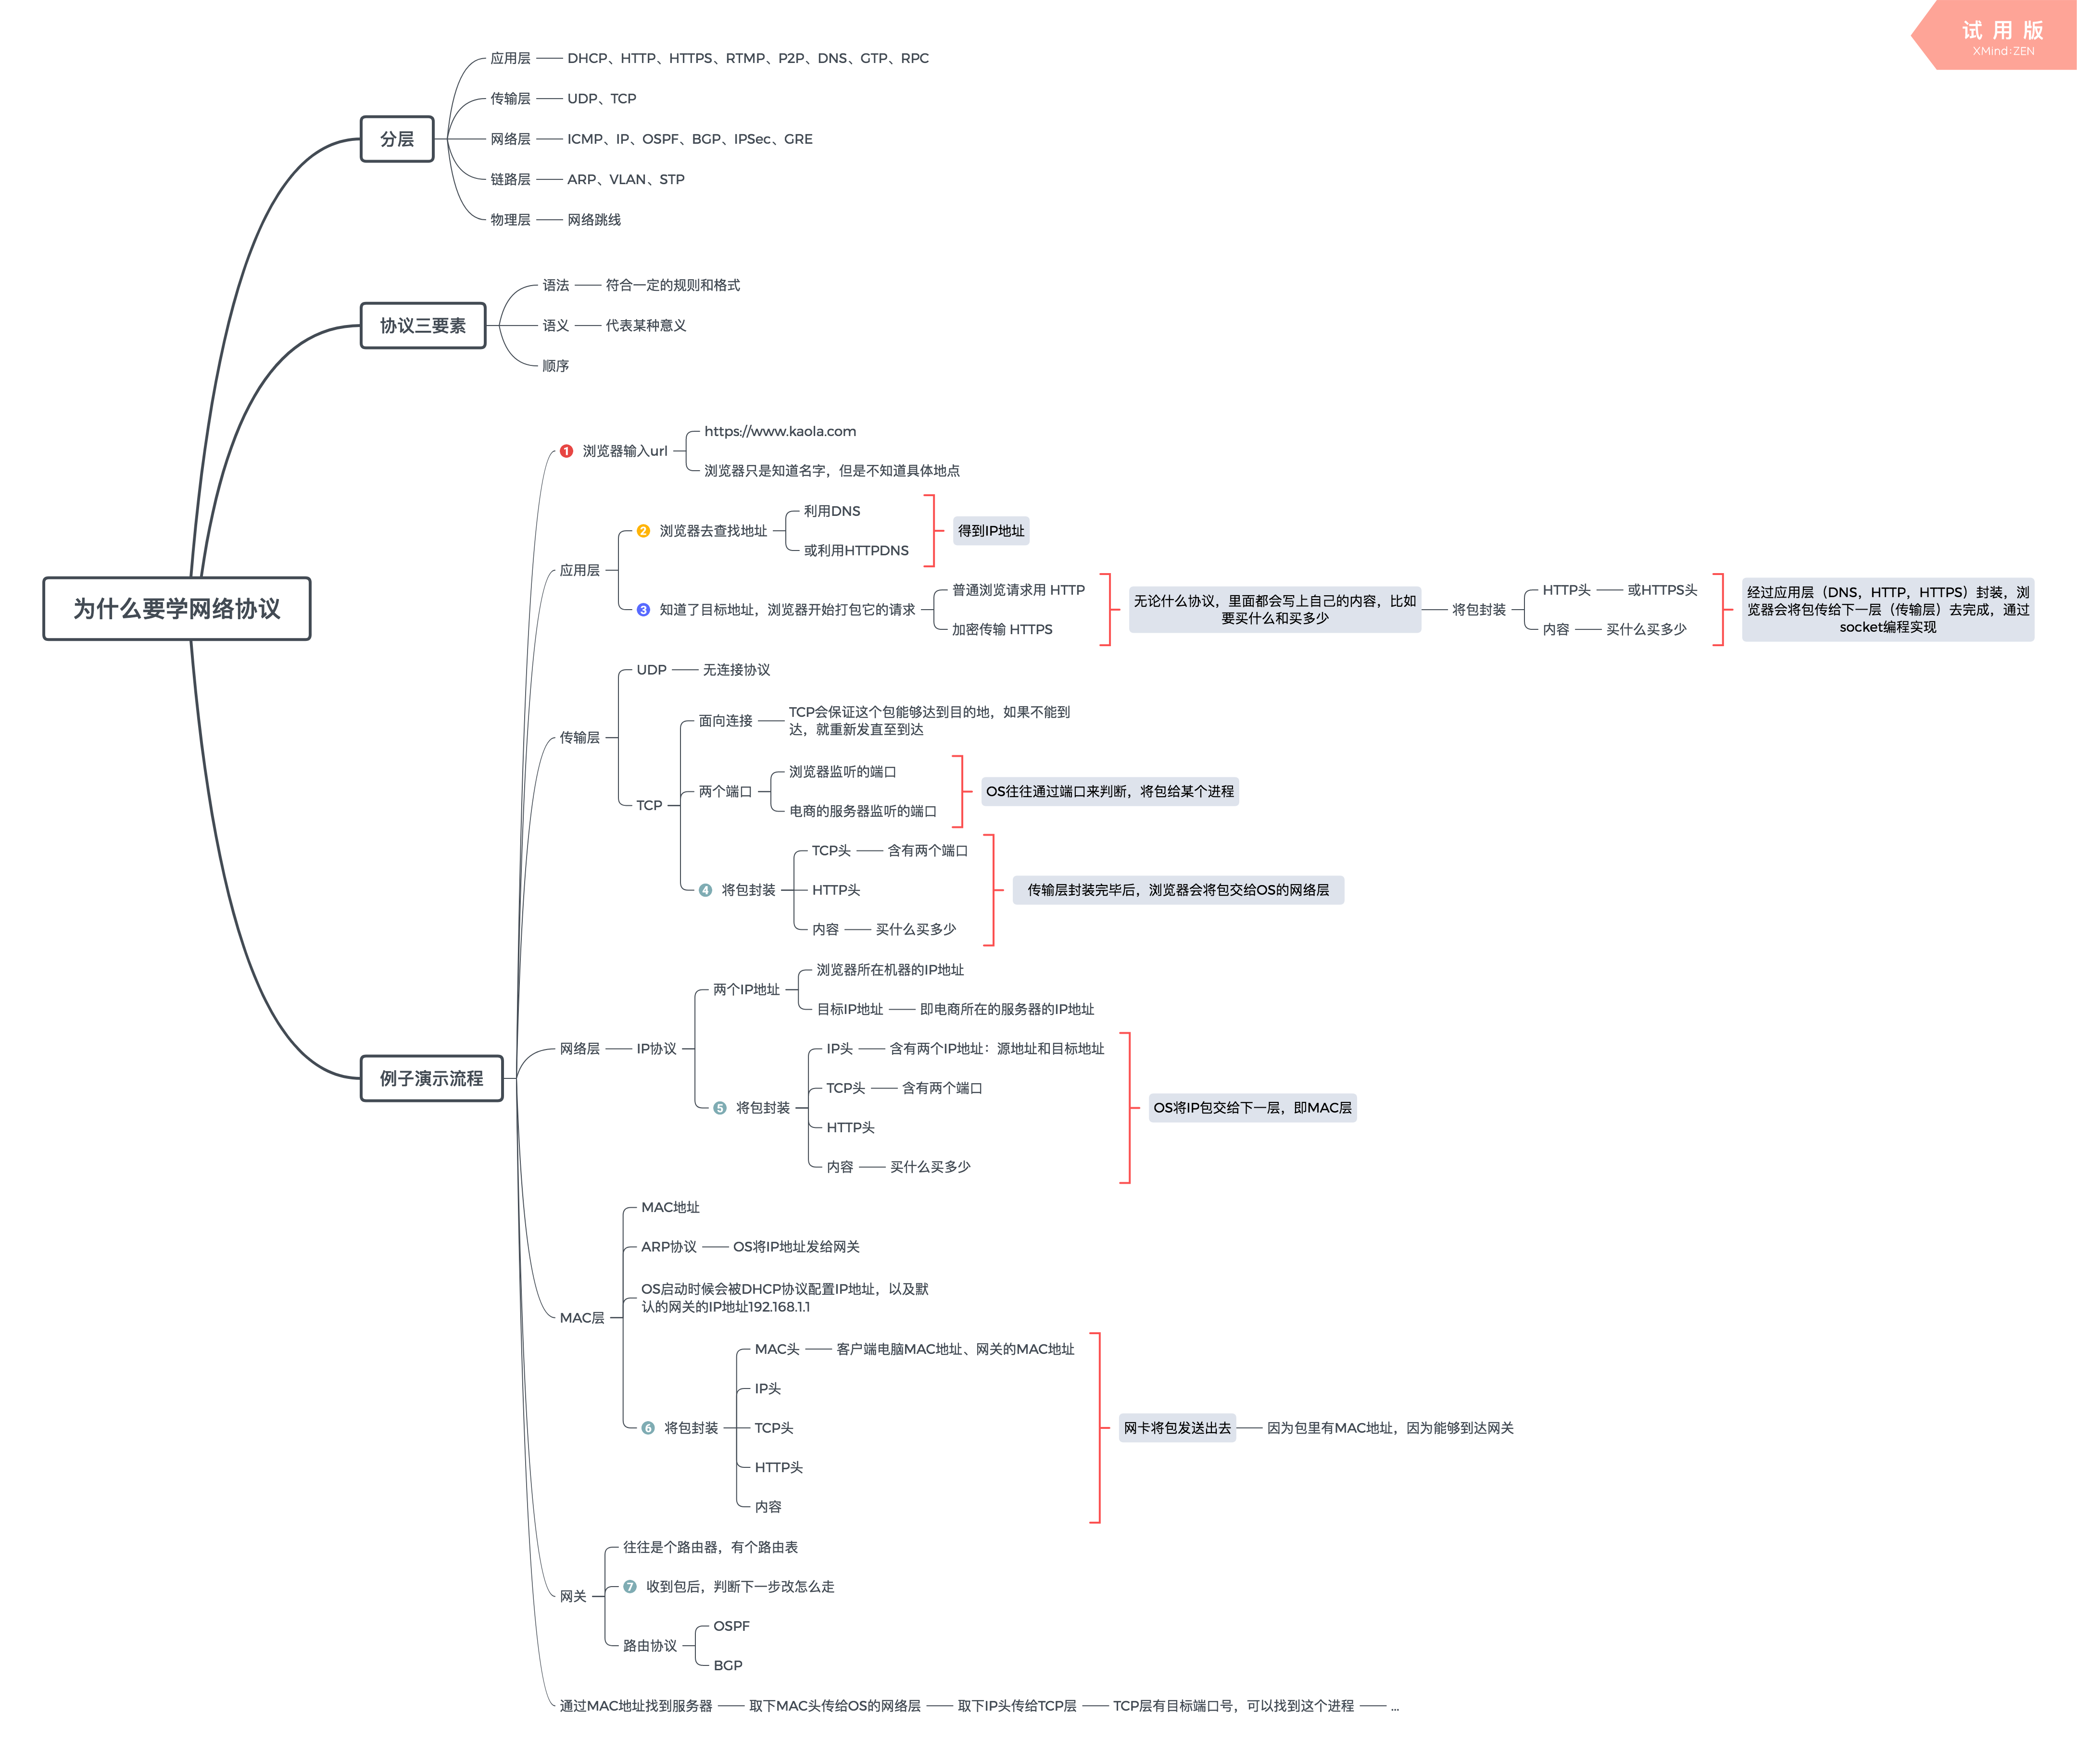 试 用 版
XMind:ZEN
为什么要学网络协议
分层
应用层
DHCP、HTTP、HTTPS、RTMP、P2P、DNS、GTP、RPC
传输层
UDP、TCP
网络层
ICMP、IP、OSPF、BGP、IPSec、GRE
链路层
ARP、VLAN、STP
物理层
网络跳线
协议三要素
语法
符合一定的规则和格式
语义
代表某种意义
顺序
例子演示流程
1 浏览器输入url
https://www.kaola.com
浏览器只是知道名字，但是不知道具体地点
应用层
2 浏览器去查找地址
利用DNS
或利用HTTPDNS
得到IP地址
3 知道了目标地址，浏览器开始打包它的请求
普通浏览请求用 HTTP
加密传输 HTTPS
无论什么协议，里面都会写上自己的内容，比如
要买什么和买多少
将包封装
HTTP头
或HTTPS头
内容
买什么买多少
经过应用层（DNS，HTTP，HTTPS）封装，浏
览器会将包传给下一层（传输层）去完成，通过
socket编程实现
传输层
UDP
无连接协议
TCP
面向连接
TCP会保证这个包能够达到目的地，如果不能到
达，就重新发直至到达
两个端口
浏览器监听的端口
电商的服务器监听的端口
OS往往通过端口来判断，将包给某个进程
4 将包封装
TCP头
含有两个端口
HTTP头
内容
买什么买多少
传输层封装完毕后，浏览器会将包交给OS的网络层
网络层
IP协议
两个IP地址
浏览器所在机器的IP地址
目标IP地址
即电商所在的服务器的IP地址
5 将包封装
IP头
含有两个IP地址：源地址和目标地址
TCP头
含有两个端口
HTTP头
内容
买什么买多少
OS将IP包交给下一层，即MAC层
MAC层
MAC地址
ARP协议
OS将IP地址发给网关
OS启动时候会被DHCP协议配置IP地址，以及默
认的网关的IP地址192.168.1.1
6 将包封装
MAC头
客户端电脑MAC地址、网关的MAC地址
IP头
TCP头
HTTP头
内容
网卡将包发送出去
因为包里有MAC地址，因为能够到达网关
网关
往往是个路由器，有个路由表
7 收到包后，判断下一步改怎么走
路由协议
OSPF
BGP
通过MAC地址找到服务器
取下MAC头传给OS的网络层
取下IP头传给TCP层
TCP层有目标端口号，可以找到这个进程
...